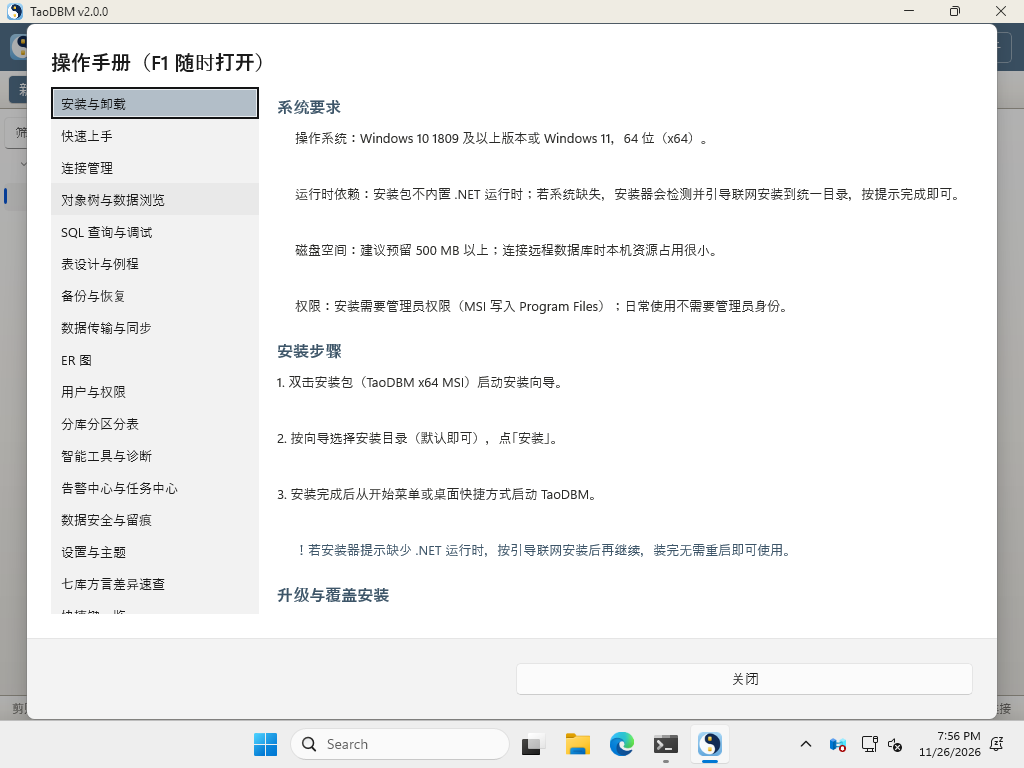 TaoDBM v2.0.0
操作手册（F1 随时打开）
安装与卸载
快速上手
连接管理
对象树与数据浏览
SQL 查询与调试
表设计与例程
备份与恢复
数据传输与同步
ER 图
用户与权限
分库分区分表
智能工具与诊断
告警中心与任务中心
数据安全与留痕
设置与主题
七库方言差异速查
系统要求
操作系统：Windows 10 1809 及以上版本或 Windows 11，64 位（x64）。
运行时依赖：安装包不内置 .NET 运行时；若系统缺失，安装器会检测并引导联网安装到统一目录，按提示完成即可。
磁盘空间：建议预留 500 MB 以上；连接远程数据库时本机资源占用很小。
权限：安装需要管理员权限（MSI 写入 Program Files）；日常使用不需要管理员身份。
安装步骤
1. 双击安装包（TaoDBM x64 MSI）启动安装向导。
2. 按向导选择安装目录（默认即可），点「安装」。
3. 安装完成后从开始菜单或桌面快捷方式启动 TaoDBM。
！若安装器提示缺少 .NET 运行时，按引导联网安装后再继续，装完无需重启即可使用。
升级与覆盖安装
关闭
Search
7:56 PM
11/26/2026